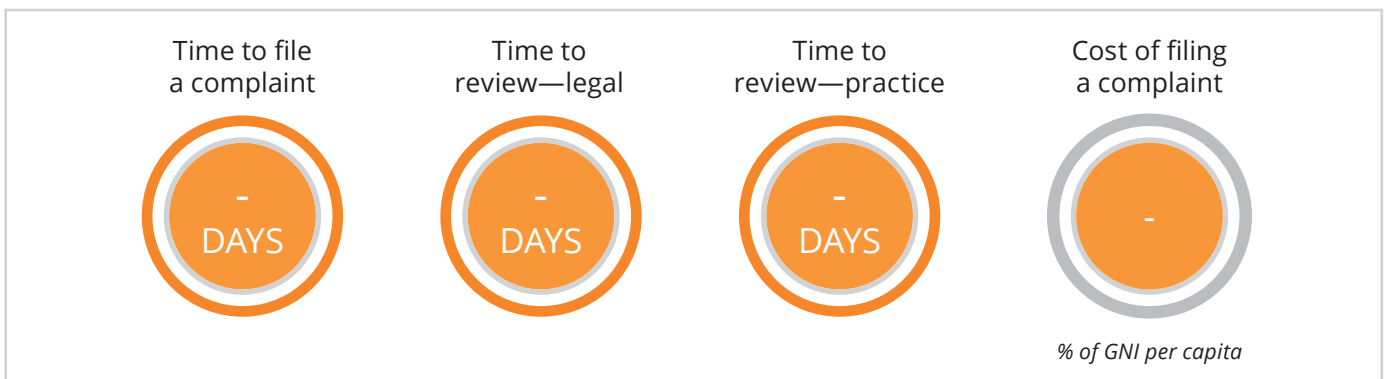 Time to file
a complaint
-
DAYS
Time to
review—legal
-
DAYS
Time to
review—practice
-
DAYS
Cost of filing
a complaint
-
% of GNI per capita